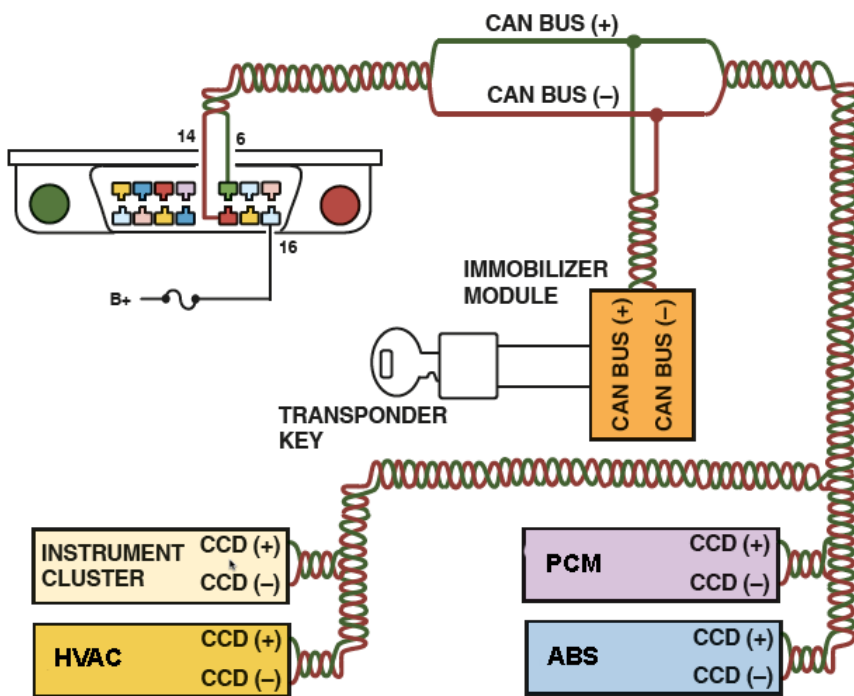 CAN BUS (+)
CAN BUS (–)
14
6
16
B+
IMMOBILIZER
MODULE
CAN BUS (+)
CAN BUS (–)
TRANSPONDER
KEY
INSTRUMENT
CLUSTER
CCD (+)
CCD (–)
PCM
CCD (+)
CCD (–)
HVAC
CCD (+)
CCD (–)
ABS
CCD (+)
CCD (–)